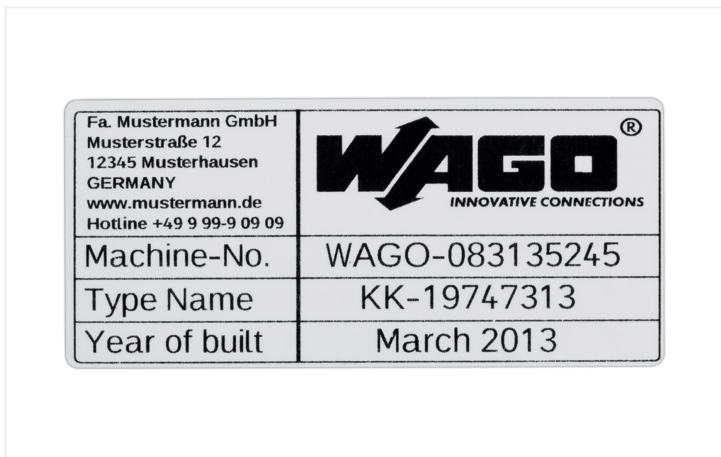 Fa. Mustermann GmbH
Musterstraße 12
12345 Musterhausen
GERMANY
www.mustermann.de
Hotline +49 9 99-9 09 09
WAGO®
INNOVATIVE CONNECTIONS
Machine-No. WAGO-083135245
Type Name KK-19747313
Year of built March 2013